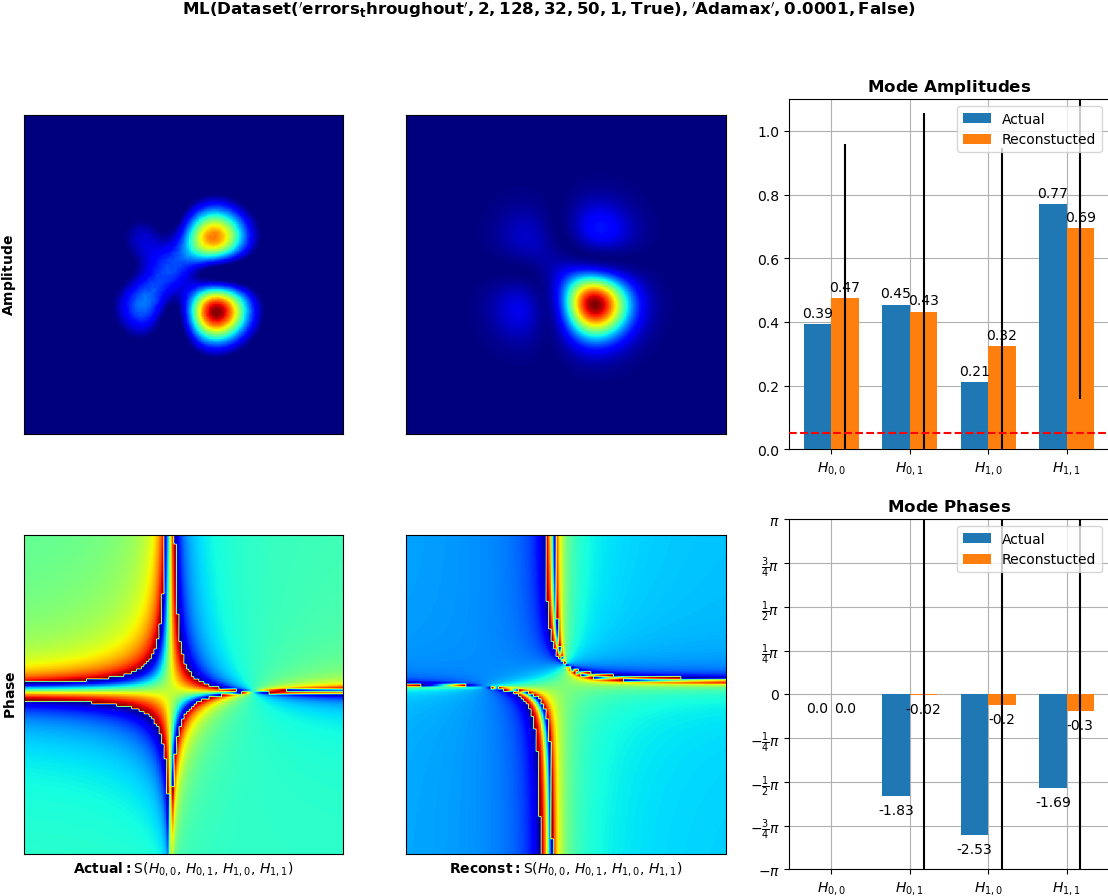 ML(Dataset('errors_throughout', 2, 128, 32, 50, 1, True), 'Adamax', 0.0001, False)
Amplitude
Mode Amplitudes
Actual
Reconstucted
1.0
0.8
0.6
0.4
0.2
0.0
0.39
0.47
0.45
0.43
0.21
0.32
0.77
0.69
H0,0
H0,1
H1,0
H1,1
Phase
Actual: S(H0,0, H0,1, H1,0, H1,1)
Reconst: S(H0,0, H0,1, H1,0, H1,1)
Mode Phases
Actual
Reconstucted
π
3/4π
1/2π
1/4π
0
−1/4π
−1/2π
−3/4π
−π
0.0
0.0
-1.83
-0.02
-2.53
-0.2
-1.69
-0.3
H0,0
H0,1
H1,0
H1,1